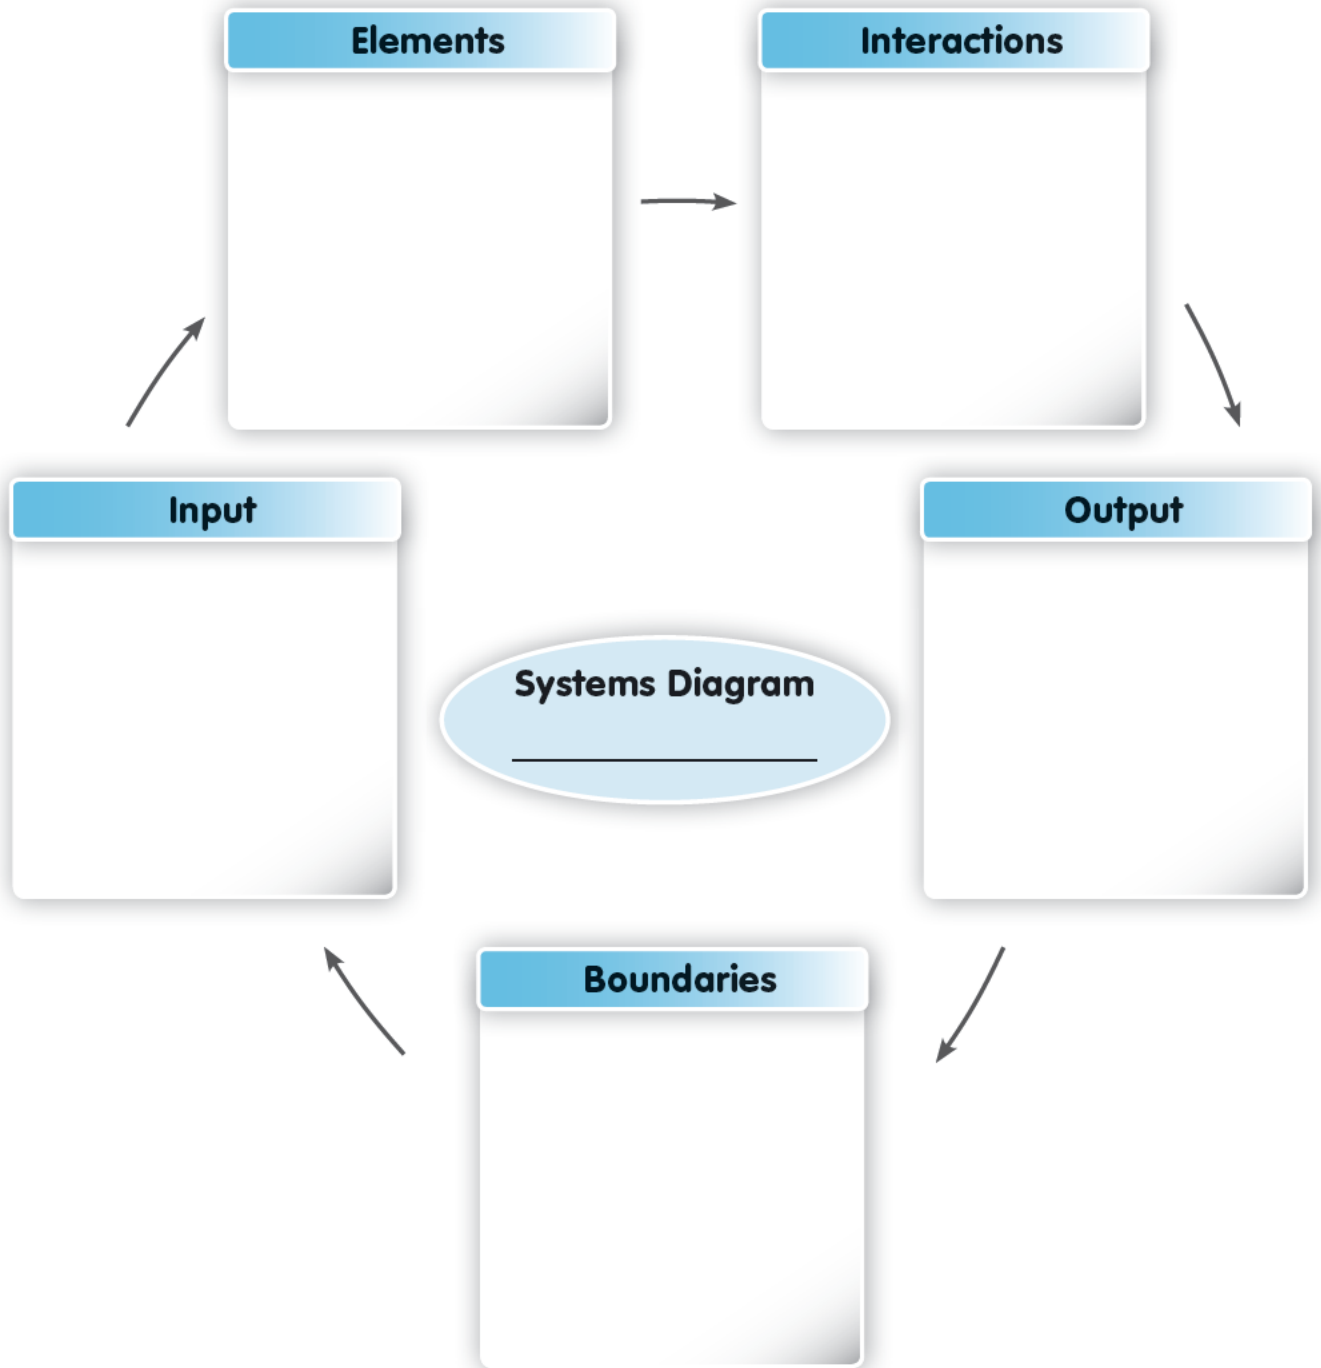 Elements
Interactions
Input
Output
Systems Diagram
Boundaries